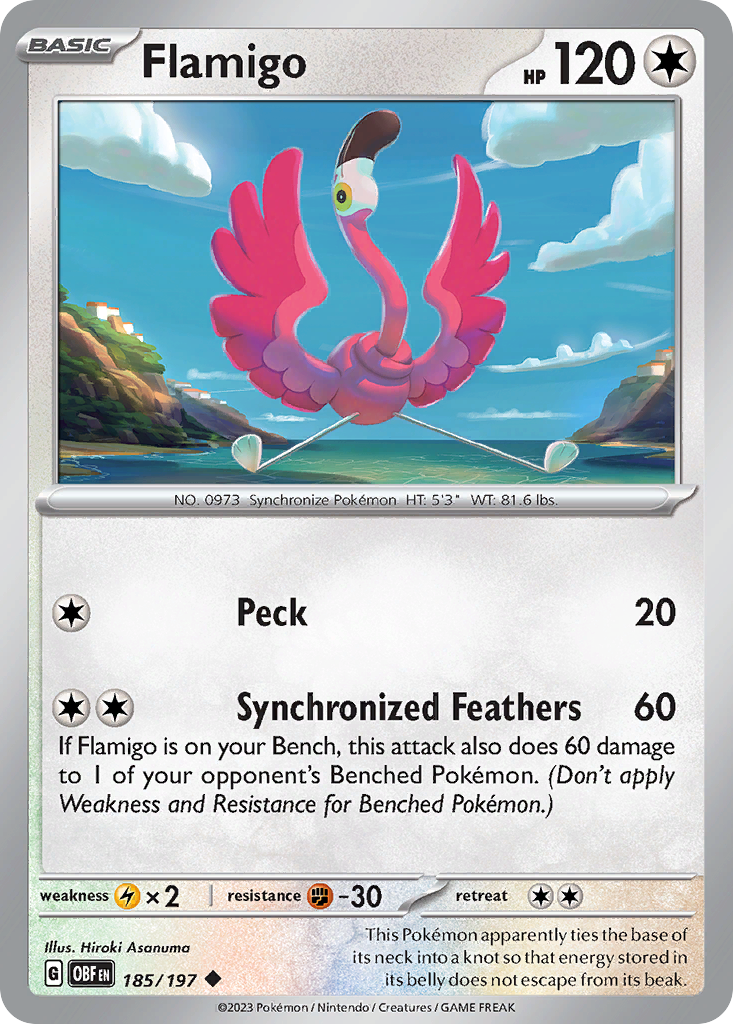 BASIC
Flamigo
HP 120
NO. 0973 Synchronize Pokémon HT: 5'3" WT: 81.6 lbs.
Peck 20
Synchronized Feathers 60
If Flamigo is on your Bench, this attack also does 60 damage
to 1 of your opponent's Benched Pokémon. (Don't apply
Weakness and Resistance for Benched Pokémon.)
weakness ×2 resistance -30 retreat
Illus. Hiroki Asanuma
G OBF EN 185/197
This Pokémon apparently ties the base of
its neck into a knot so that energy stored in
its belly does not escape from its beak.
©2023 Pokémon / Nintendo / Creatures / GAME FREAK